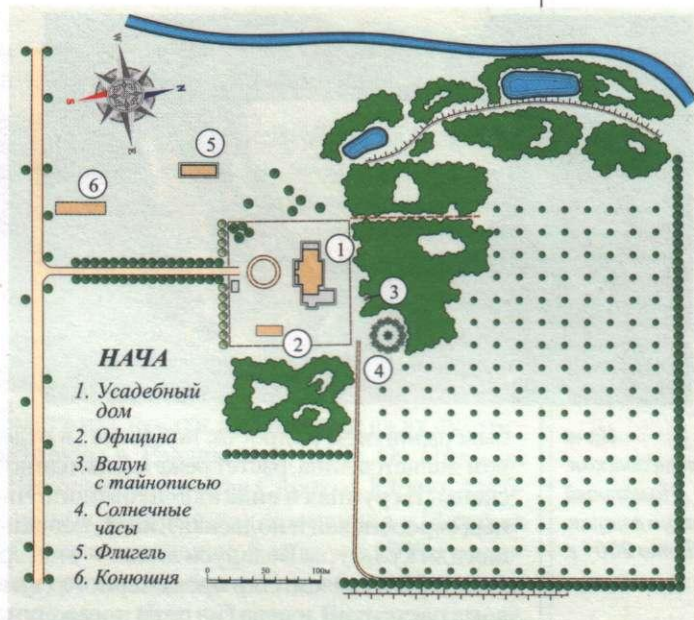 W
S
N
E
5
6
1
3
2
4
НАЧА
1. Усадебный
дом
2. Официна
3. Валун
с тайнописью
4. Солнечные
часы
5. Флигель
6. Конюшня
0 50 100м